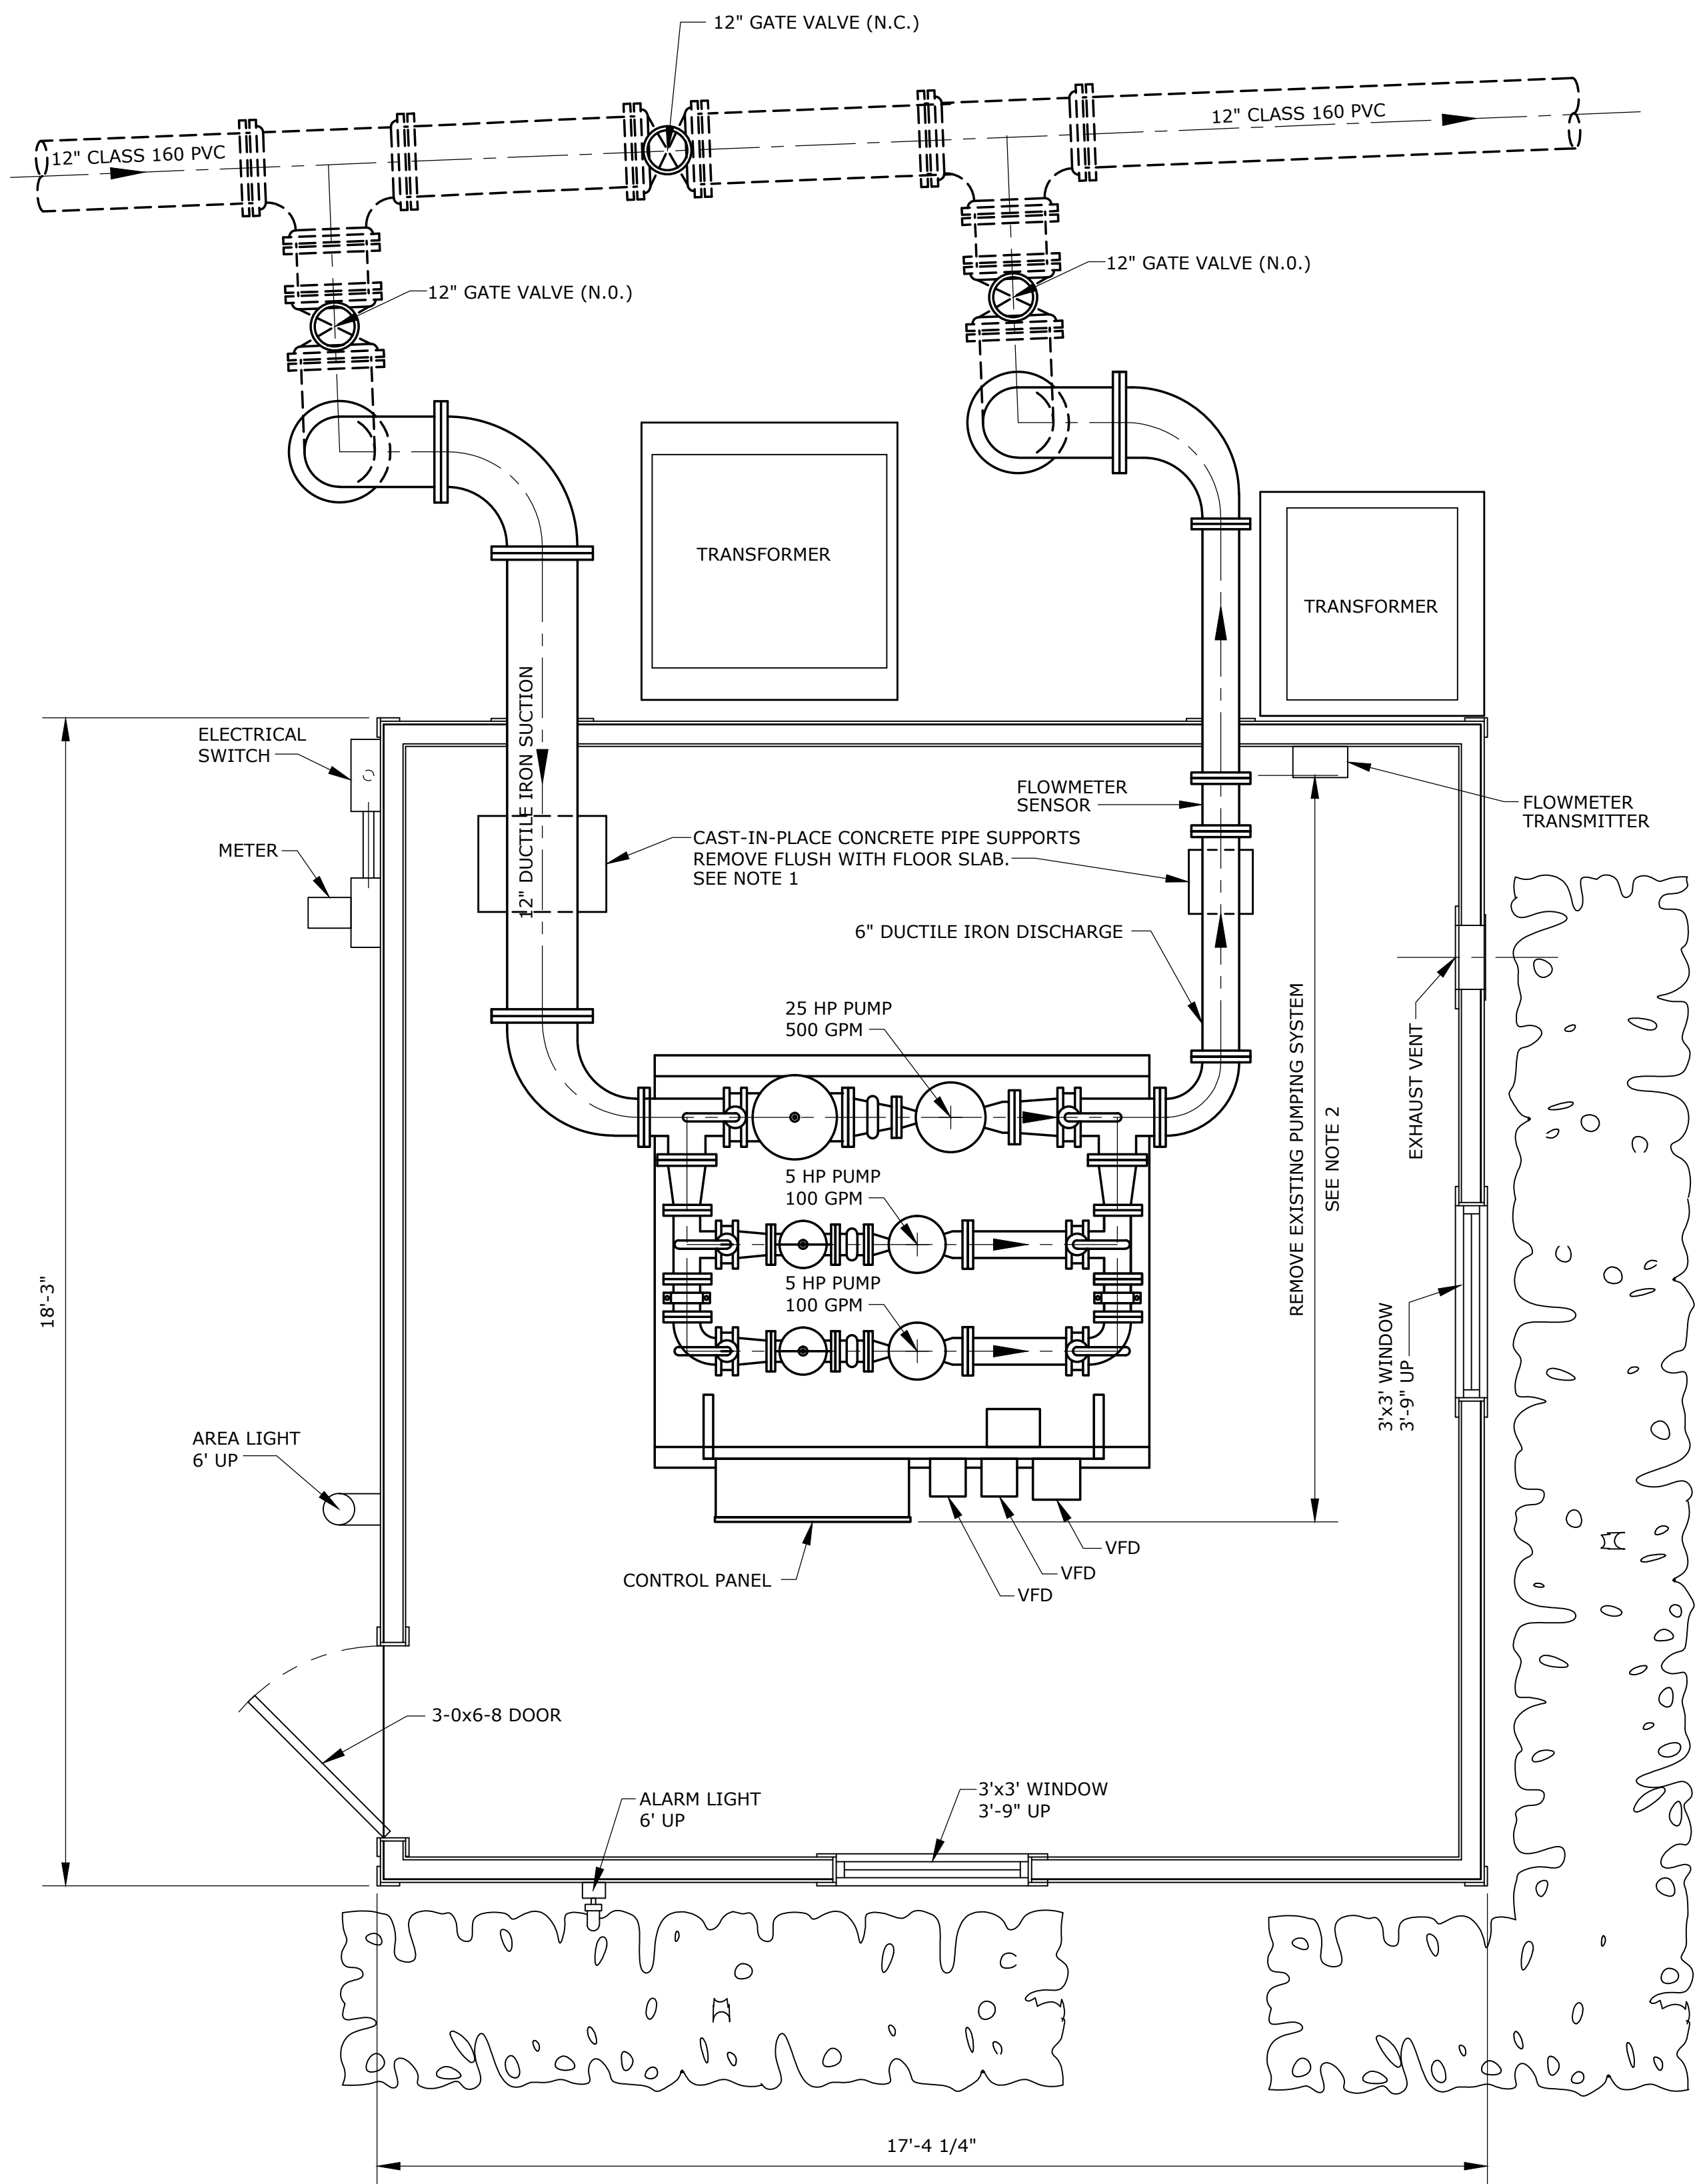 12" GATE VALVE (N.C.)
12" CLASS 160 PVC
12" CLASS 160 PVC
12" GATE VALVE (N.0.)
12" GATE VALVE (N.0.)
TRANSFORMER
TRANSFORMER
12" DUCTILE IRON SUCTION
ELECTRICAL
SWITCH
METER
FLOWMETER
SENSOR
FLOWMETER
TRANSMITTER
CAST-IN-PLACE CONCRETE PIPE SUPPORTS
REMOVE FLUSH WITH FLOOR SLAB.
SEE NOTE 1
6" DUCTILE IRON DISCHARGE
25 HP PUMP
500 GPM
REMOVE EXISTING PUMPING SYSTEM
SEE NOTE 2
EXHAUST VENT
5 HP PUMP
100 GPM
5 HP PUMP
100 GPM
18'-3"
3'x3' WINDOW
3'-9" UP
AREA LIGHT
6' UP
CONTROL PANEL
VFD
VFD
VFD
3-0x6-8 DOOR
ALARM LIGHT
6' UP
3'x3' WINDOW
3'-9" UP
17'-4 1/4"